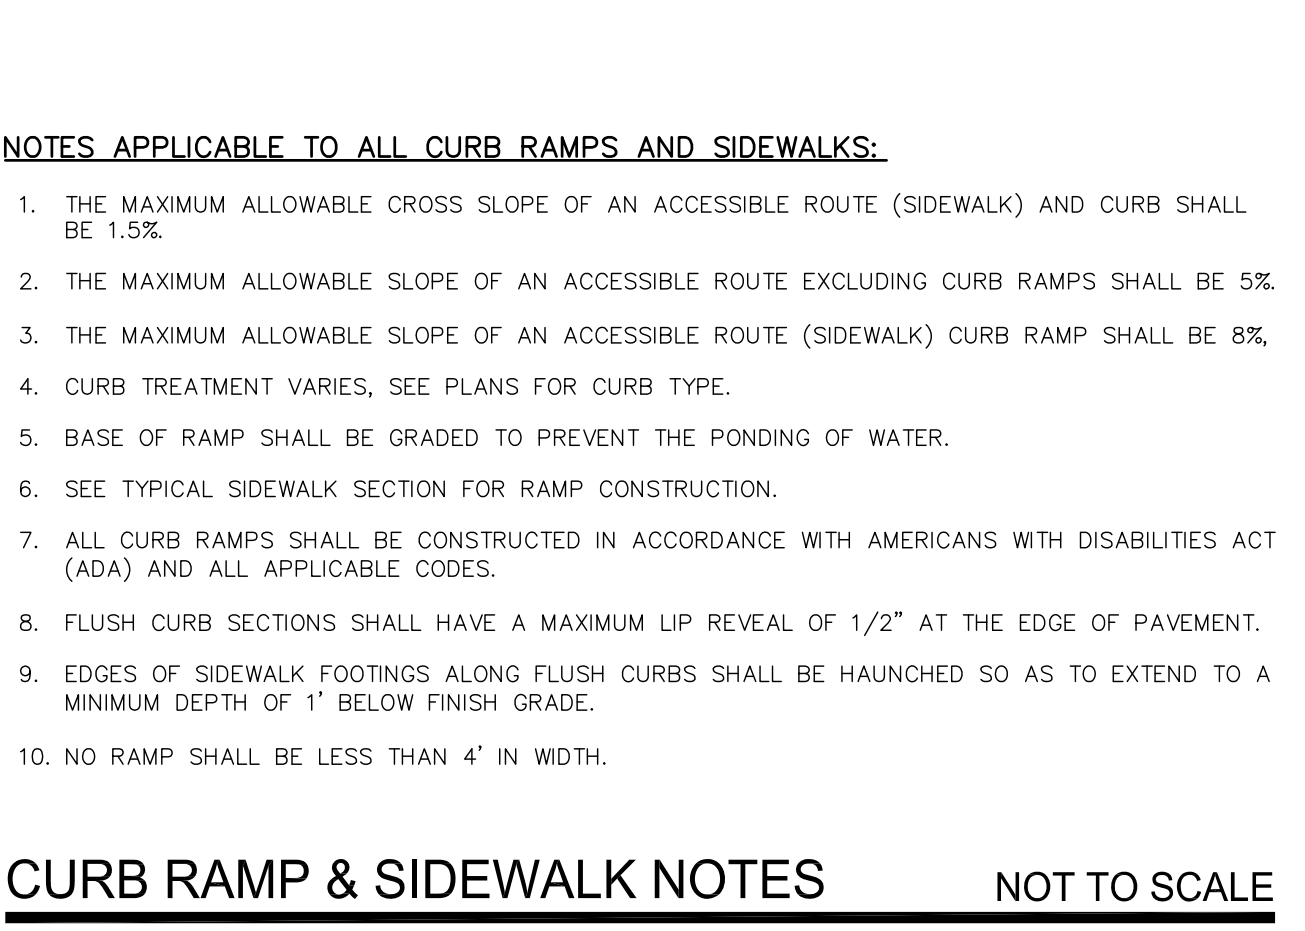 NOTES APPLICABLE TO ALL CURB RAMPS AND SIDEWALKS:
1. THE MAXIMUM ALLOWABLE CROSS SLOPE OF AN ACCESSIBLE ROUTE (SIDEWALK) AND CURB SHALL
BE 1.5%.
2. THE MAXIMUM ALLOWABLE SLOPE OF AN ACCESSIBLE ROUTE EXCLUDING CURB RAMPS SHALL BE 5%.
3. THE MAXIMUM ALLOWABLE SLOPE OF AN ACCESSIBLE ROUTE (SIDEWALK) CURB RAMP SHALL BE 8%,
4. CURB TREATMENT VARIES, SEE PLANS FOR CURB TYPE.
5. BASE OF RAMP SHALL BE GRADED TO PREVENT THE PONDING OF WATER.
6. SEE TYPICAL SIDEWALK SECTION FOR RAMP CONSTRUCTION.
7. ALL CURB RAMPS SHALL BE CONSTRUCTED IN ACCORDANCE WITH AMERICANS WITH DISABILITIES ACT
(ADA) AND ALL APPLICABLE CODES.
8. FLUSH CURB SECTIONS SHALL HAVE A MAXIMUM LIP REVEAL OF 1/2” AT THE EDGE OF PAVEMENT.
9. EDGES OF SIDEWALK FOOTINGS ALONG FLUSH CURBS SHALL BE HAUNCHED SO AS TO EXTEND TO A
MINIMUM DEPTH OF 1’ BELOW FINISH GRADE.
10. NO RAMP SHALL BE LESS THAN 4’ IN WIDTH.
CURB RAMP & SIDEWALK NOTES
NOT TO SCALE